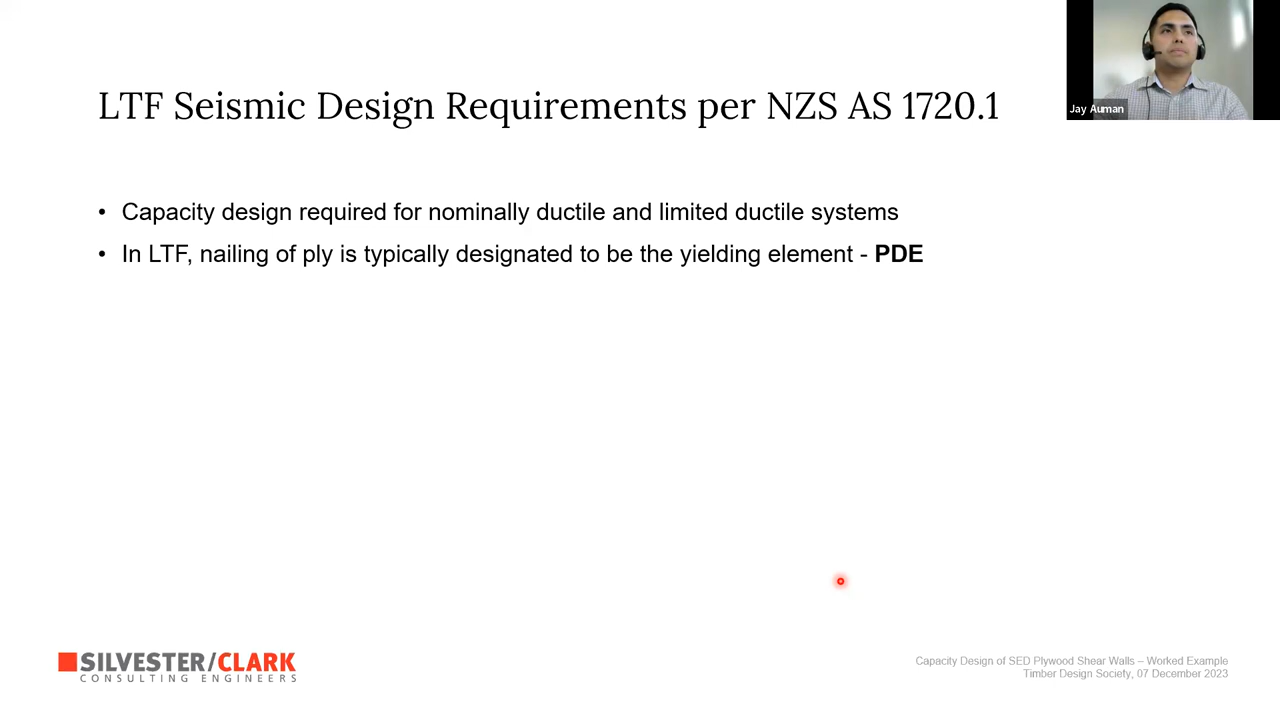 Jay Auman
LTF Seismic Design Requirements per NZS AS 1720.1
• Capacity design required for nominally ductile and limited ductile systems
• In LTF, nailing of ply is typically designated to be the yielding element - PDE
SILVESTER/CLARK
CONSULTING ENGINEERS
Capacity Design of SED Plywood Shear Walls – Worked Example
Timber Design Society, 07 December 2023